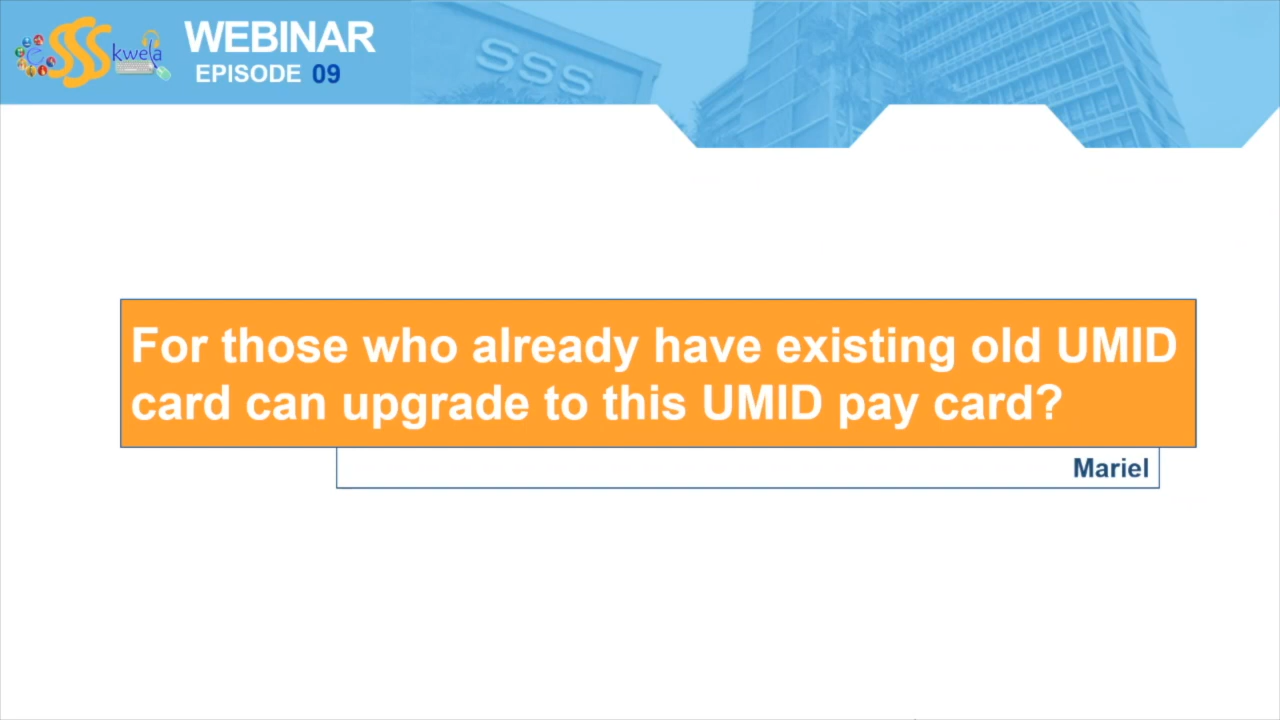 eSSSkwela
WEBINAR
EPISODE 09
SSS
For those who already have existing old UMID
card can upgrade to this UMID pay card?
Mariel